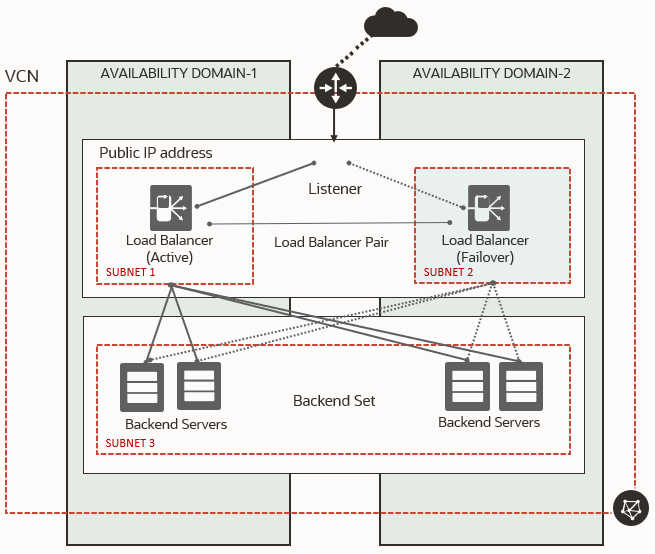 VCN
AVAILABILITY DOMAIN-1
AVAILABILITY DOMAIN-2
Public IP address
Listener
Load Balancer
(Active)
SUBNET 1
Load Balancer Pair
Load Balancer
(Failover)
SUBNET 2
Backend Servers
SUBNET 3
Backend Set
Backend Servers